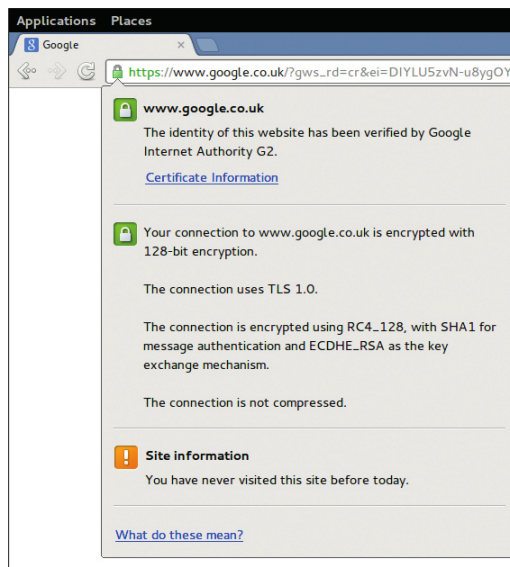 Applications Places
8 Google ×
https://www.google.co.uk/?gws_rd=cr&ei=DIYLU5zvN-u8ygOY
www.google.co.uk
The identity of this website has been verified by Google
Internet Authority G2.
Certificate Information
Your connection to www.google.co.uk is encrypted with
128-bit encryption.
The connection uses TLS 1.0.
The connection is encrypted using RC4_128, with SHA1 for
message authentication and ECDHE_RSA as the key
exchange mechanism.
The connection is not compressed.
Site information
You have never visited this site before today.
What do these mean?